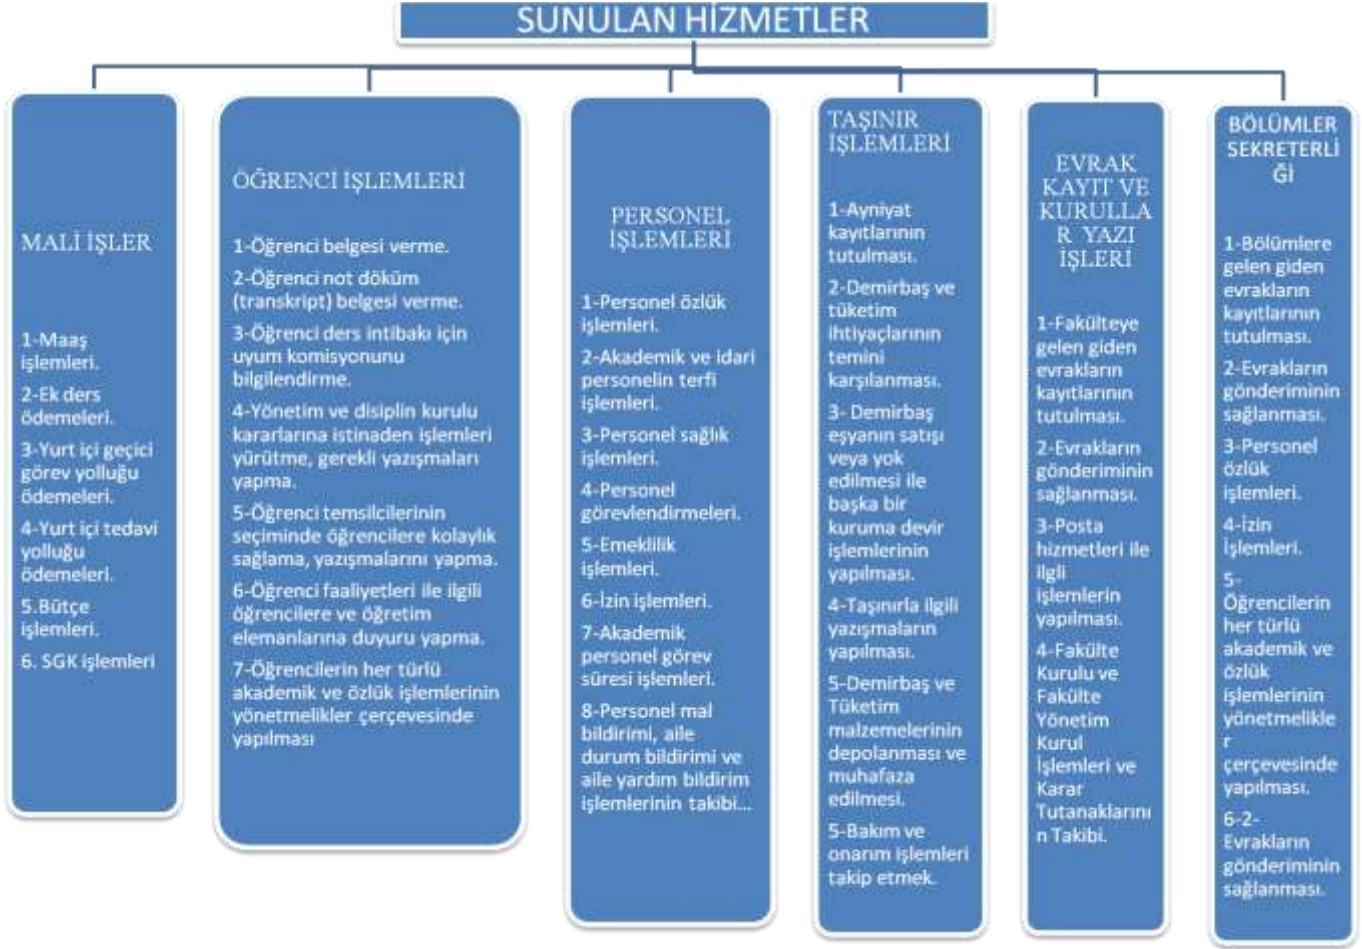 SUNULAN HİZMETLER
MALİ İŞLER
1-Maaş
işlemleri.
2-Ek ders
ödemeleri.
3-Yurt içi geçici
görev yolluğu
ödemeleri.
4-Yurt içi tedavi
yolluğu
ödemeleri.
5.Bütçe
işlemleri.
6. SGK işlemleri
ÖĞRENCİ İŞLEMLERİ
1-Öğrenci belgesi verme.
2-Öğrenci not döküm
(transkript) belgesi verme.
3-Öğrenci ders intibakı için
uyum komisyonunu
bilgilendirme.
4-Yönetim ve disiplin kurulu
kararlarına istinaden işlemleri
yürütme, gerekli yazışmaları
yapma.
5-Öğrenci temsilcilerinin
seçiminde öğrencilere kolaylık
sağlama, yazışmalarını yapma.
6-Öğrenci faaliyetleri ile ilgili
öğrencilere ve öğretim
elemanlarına duyuru yapma.
7-Öğrencilerin her türlü
akademik ve özlük işlemlerinin
yönetmelikler çerçevesinde
yapılması
PERSONEL
İŞLEMLERİ
1-Personel özlük
işlemleri.
2-Akademik ve idari
personelin terfi
işlemleri.
3-Personel sağlık
işlemleri.
4-Personel
görevlendirmeleri.
5-Emeklilik
işlemleri.
6-İzin işlemleri.
7-Akademik
personel görev
süresi işlemleri.
8-Personel mal
bildirimi, aile
durum bildirimi ve
aile yardım bildirim
işlemlerinin takibi...
TAŞINIR
İŞLEMLERİ
1-Ayniyat
kayıtlarının
tutulması.
2-Demirbaş ve
tüketim
ihtiyaçlarının
temini
karşılanması.
3- Demirbaş
eşyanın satışı
veya yok
edilmesi ile
başka bir
kuruma devir
işlemlerinin
yapılması.
4-Taşınırla ilgili
yazışmaların
yapılması.
5-Demirbaş ve
Tüketim
malzemelerinin
depolanması ve
muhafaza
edilmesi.
5-Bakım ve
onarım işlemleri
takip etmek.
EVRAK
KAYIT VE
KURULLA
R YAZI
İŞLERİ
1-Fakülteye
gelen giden
evrakların
kayıtlarının
tutulması.
2-Evrakların
gönderiminin
sağlanması.
3-Posta
hizmetleri ile
ilgli
işlemlerin
yapılması.
4-Fakülte
Kurulu ve
Fakülte
Yönetim
Kurul
İşlemleri ve
Karar
Tutanaklarını
n Takibi.
BÖLÜMLER
SEKRETERLİ
Ğİ
1-Bölümlere
gelen giden
evrakların
kayıtlarının
tutulması.
2-Evrakların
gönderiminin
sağlanması.
3-Personel
özlük
işlemleri.
4-İzin
İşlemleri.
5-
Öğrencilerin
her türlü
akademik ve
özlük
işlemlerinin
yönetmelikle
r
çerçevesinde
yapılması.
6-2-
Evrakların
gönderiminin
sağlanması.